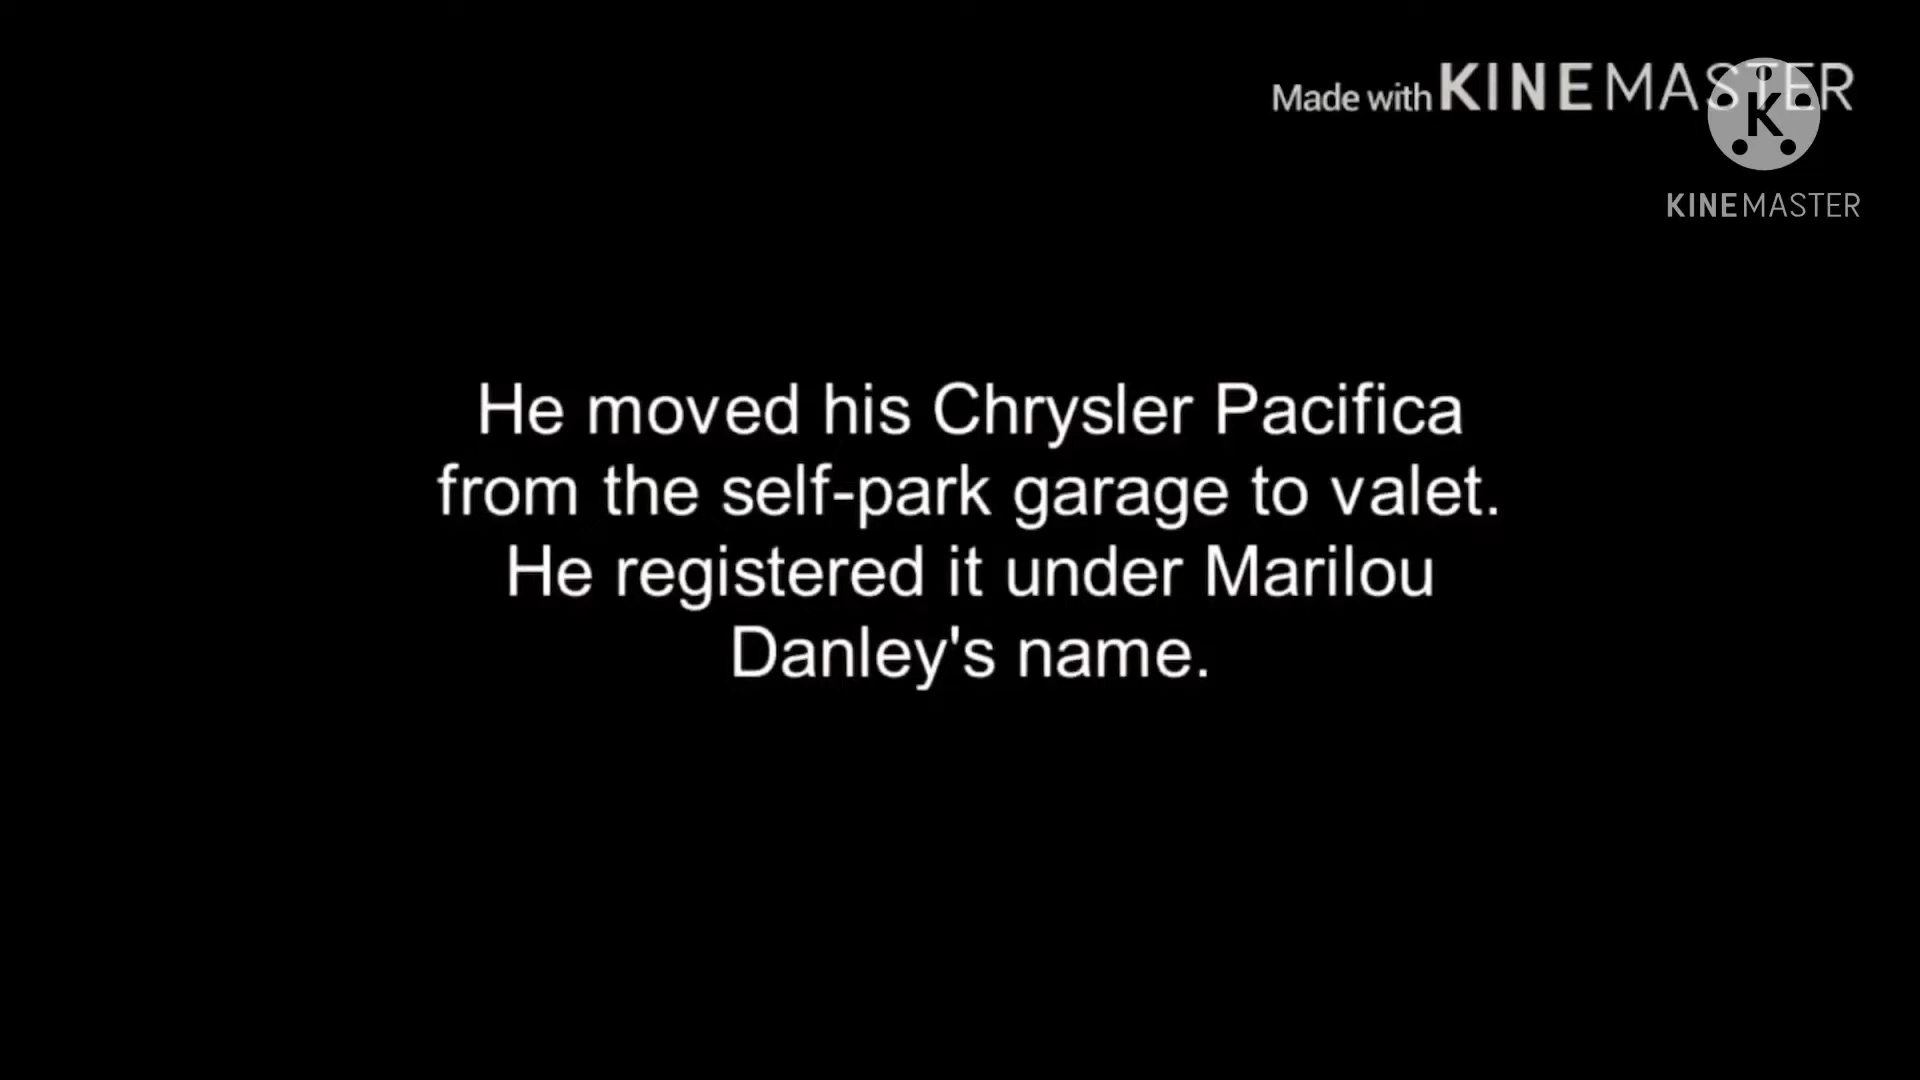 Made with KINEMASTER
K
KINEMASTER
He moved his Chrysler Pacifica
from the self-park garage to valet.
He registered it under Marilou
Danley's name.